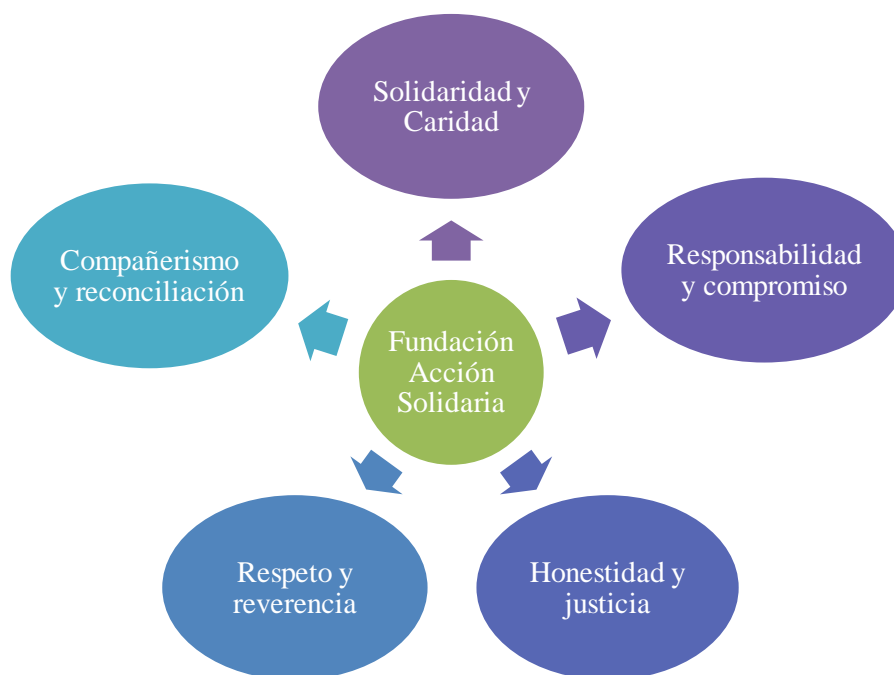 Solidaridad y
Caridad
Responsabilidad
y compromiso
Compañerismo
y reconciliación
Fundación
Acción
Solidaria
Respeto y
reverencia
Honestidad y
justicia